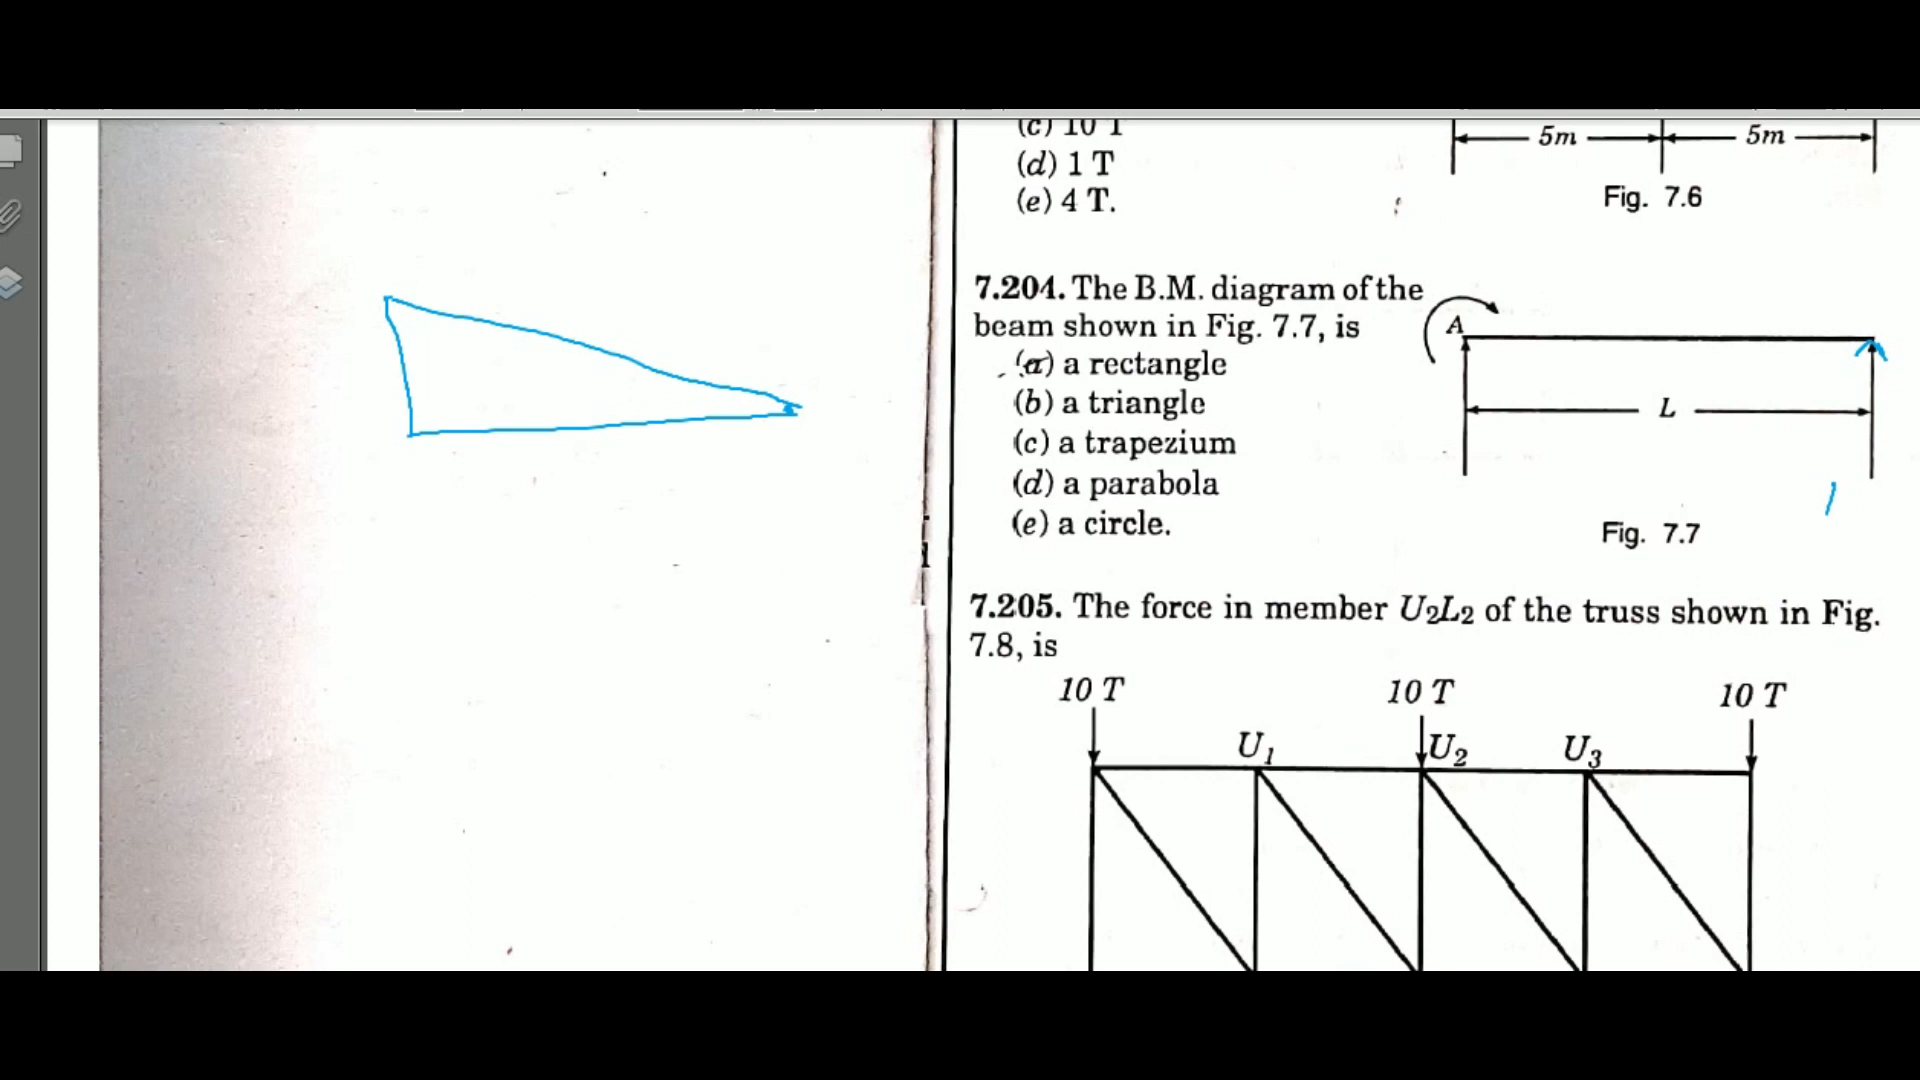 (c) 10 T
(d) 1 T
(e) 4 T.
5m
5m
Fig. 7.6
7.204. The B.M. diagram of the
beam shown in Fig. 7.7, is
(a) a rectangle
(b) a triangle
(c) a trapezium
(d) a parabola
(e) a circle.
A
L
Fig. 7.7
7.205. The force in member U₂L₂ of the truss shown in Fig.
7.8, is
10 T
10 T
10 T
U₁
U₂
U₃